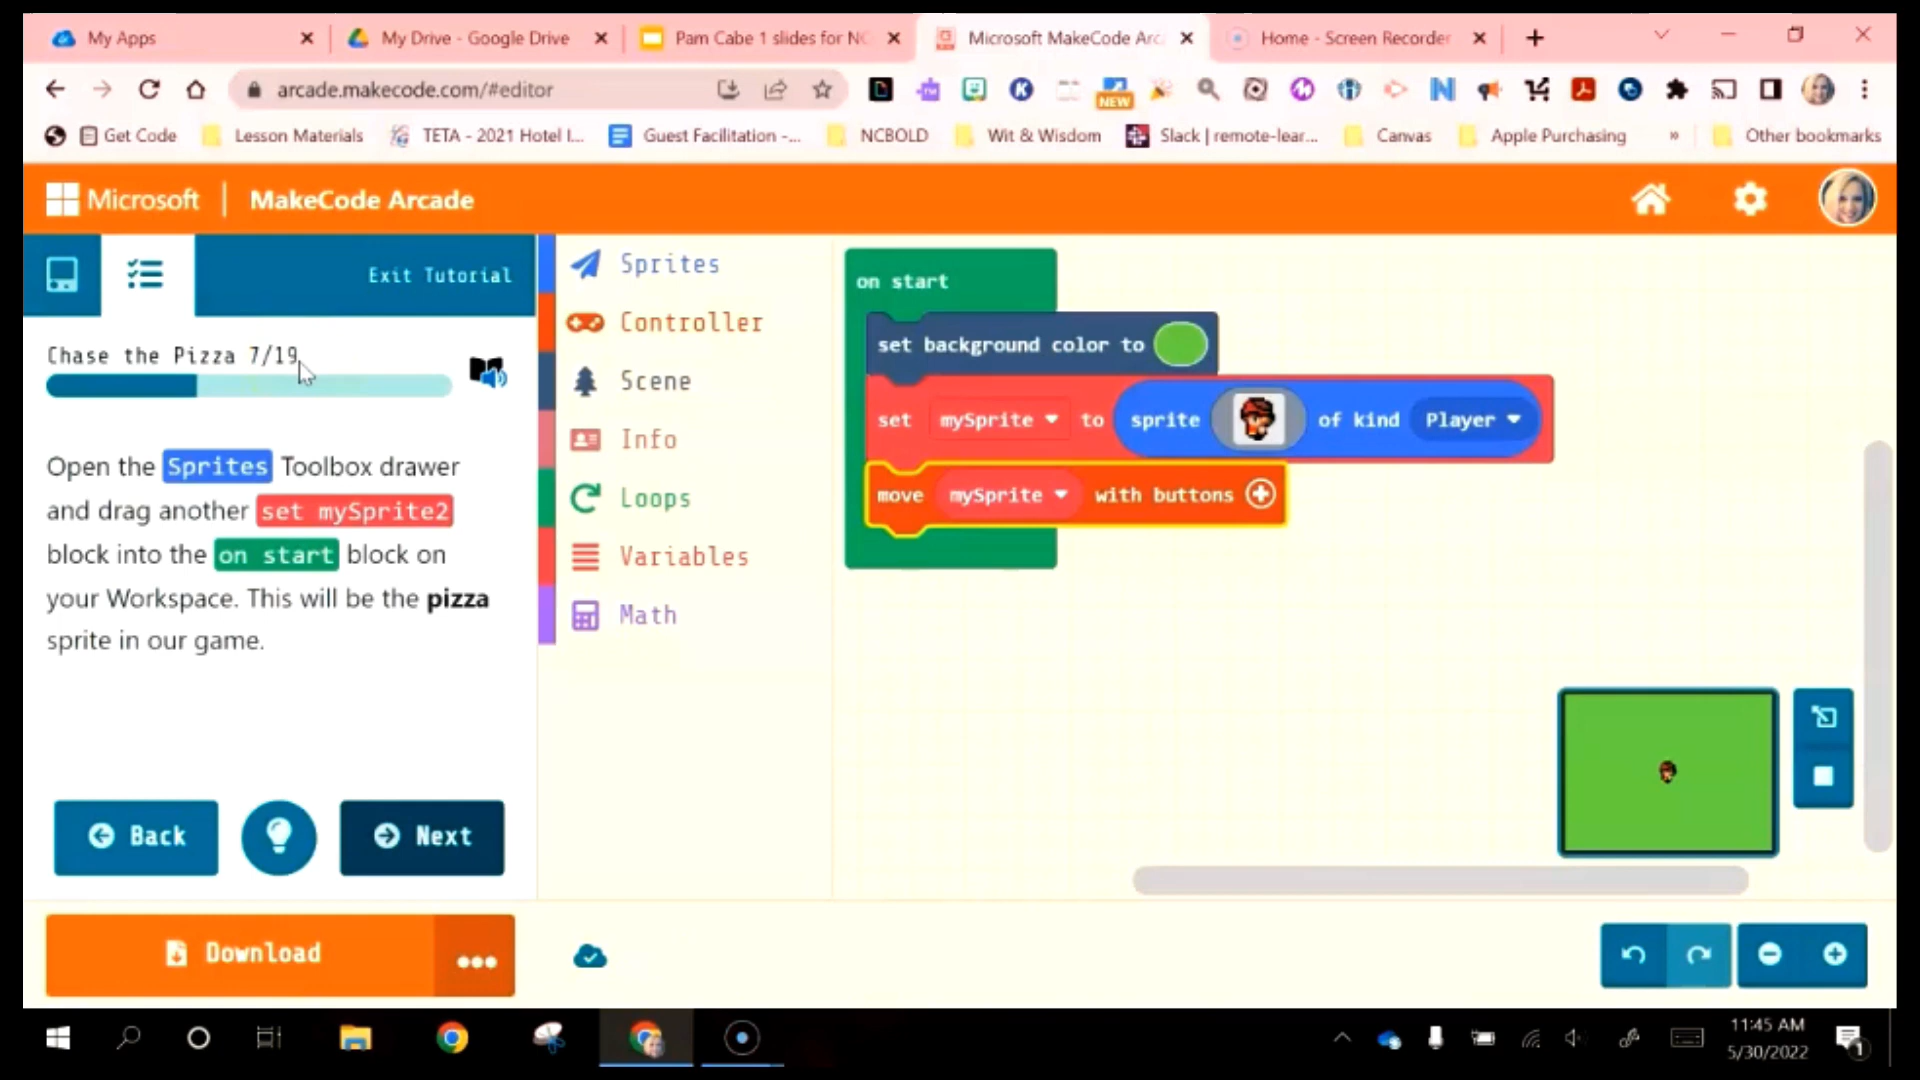 My Apps
My Drive - Google Drive
Pam Cabe 1 slides for NC
Microsoft MakeCode Arc
Home - Screen Recorder
arcade.makecode.com/#editor
NEW
Get Code
Lesson Materials
TETA - 2021 Hotel I...
Guest Facilitation -...
NCBOLD
Wit & Wisdom
Slack | remote-lear...
Canvas
Apple Purchasing
»
Other bookmarks
Microsoft | MakeCode Arcade
Exit Tutorial
Chase the Pizza 7/19
Open the Sprites Toolbox drawer
and drag another set mySprite2
block into the on start block on
your Workspace. This will be the pizza
sprite in our game.
Back
Next
Download
Sprites
Controller
Scene
Info
Loops
Variables
Math
on start
set background color to
set mySprite to sprite of kind Player
move mySprite with buttons
11:45 AM
5/30/2022
1